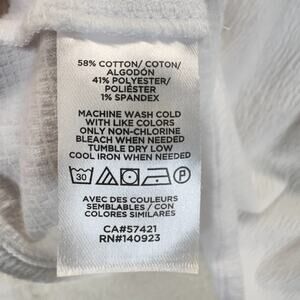 58% COTTON/ COTON/
ALGODÓN
41% POLYESTER/
POLIÉSTER
1% SPANDEX
MACHINE WASH COLD
WITH LIKE COLORS
ONLY NON-CHLORINE
BLEACH WHEN NEEDED
TUMBLE DRY LOW
COOL IRON WHEN NEEDED
30 P
AVEC DES COULEURS
SEMBLABLES / CON
COLORES SIMILARES
CA#57421
RN#140923